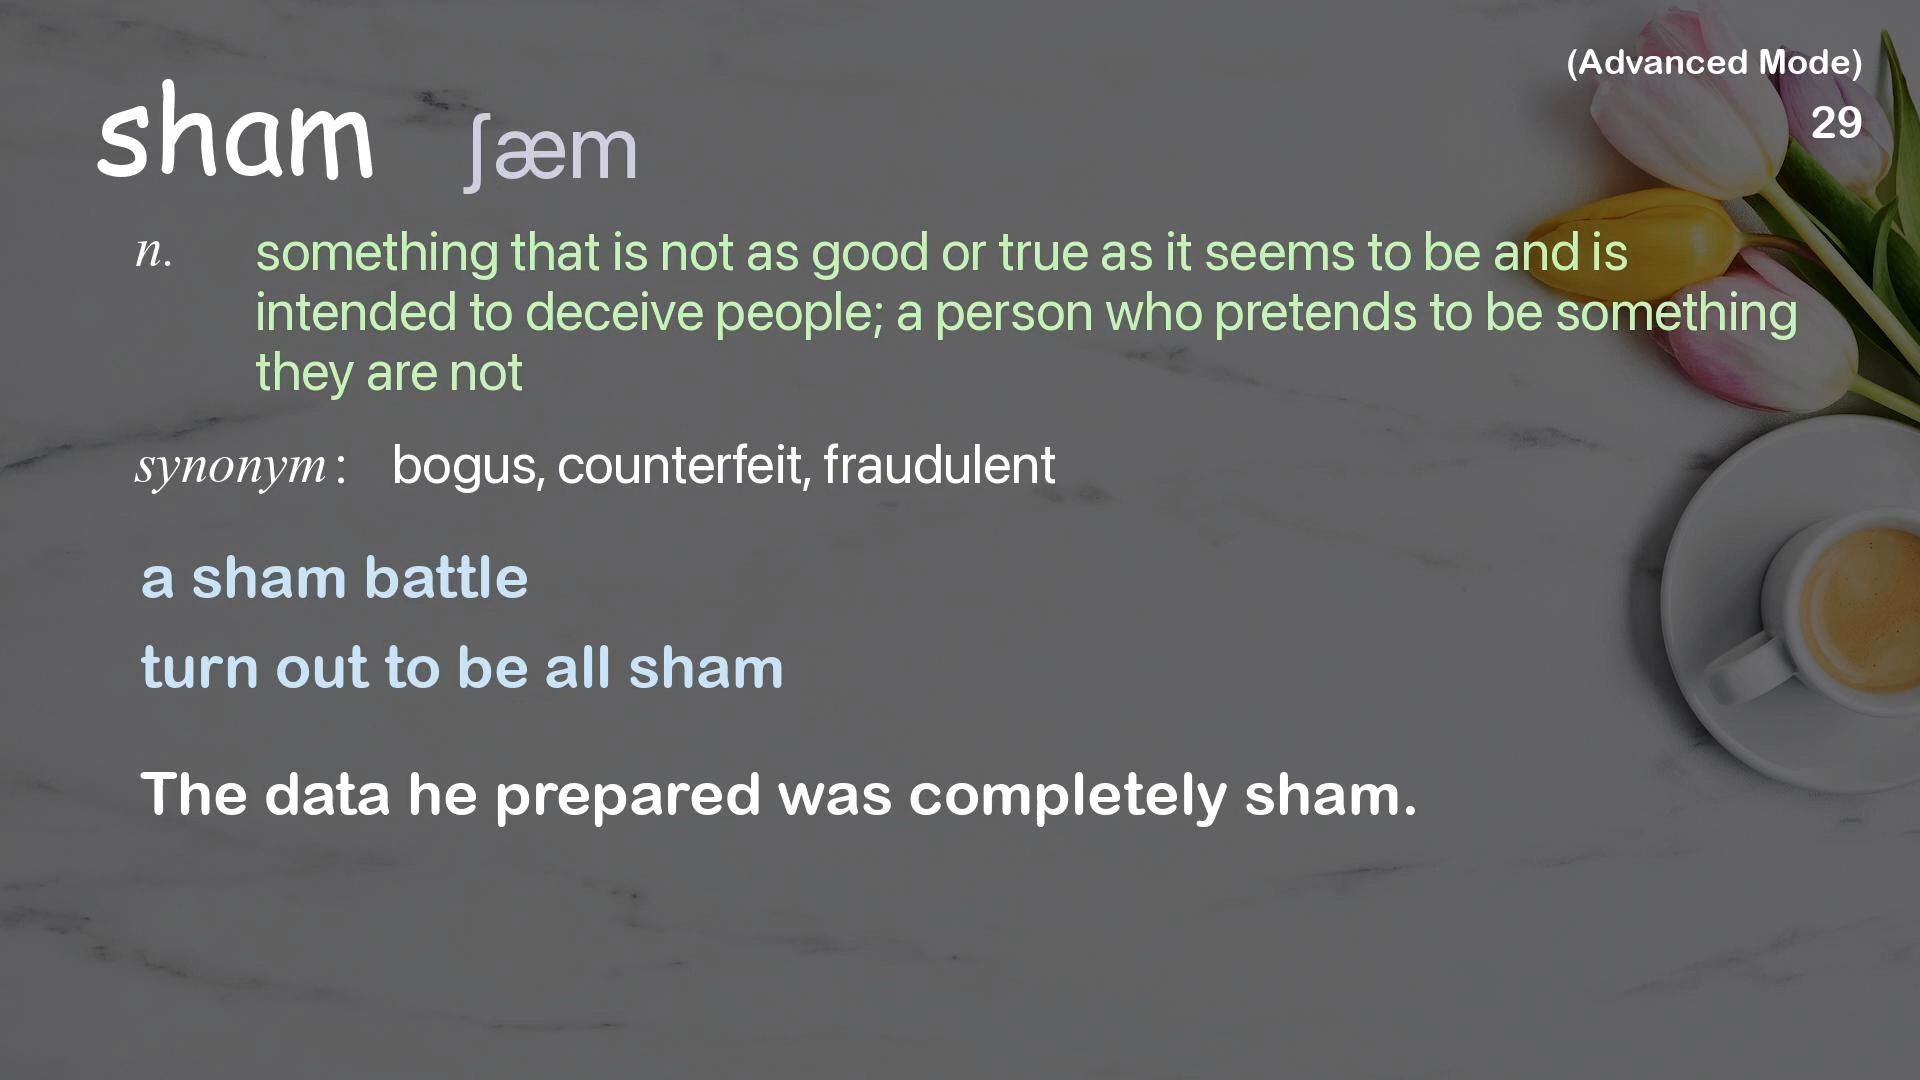 (Advanced Mode)
29
sham ʃæm
n. something that is not as good or true as it seems to be and is
intended to deceive people; a person who pretends to be something
they are not
synonym: bogus, counterfeit, fraudulent
a sham battle
turn out to be all sham
The data he prepared was completely sham.